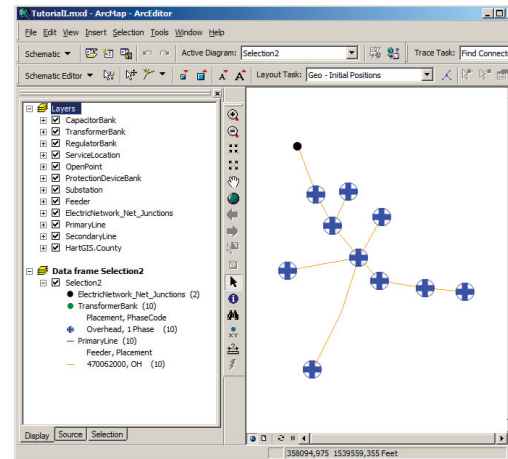 TutorialI.mxd - ArcMap - ArcEditor
File Edit View Insert Selection Tools Window Help
Schematic Active Diagram: Selection2 Trace Task: Find Connect
Schematic Editor Layout Task: Geo - Initial Positions
Layers
CapacitorBank
TransformerBank
RegulatorBank
ServiceLocation
OpenPoint
ProtectionDeviceBank
Substation
Feeder
ElectricNetwork_Net_Junctions
PrimaryLine
SecondaryLine
HartGIS.County
Data frame Selection2
Selection2
ElectricNetwork_Net_Junctions (2)
TransformerBank (10)
Placement, PhaseCode
Overhead, 1 Phase (10)
PrimaryLine (10)
Feeder, Placement
470062000, OH (10)
XY
Display Source Selection
358094,975 1539559,355 Feet